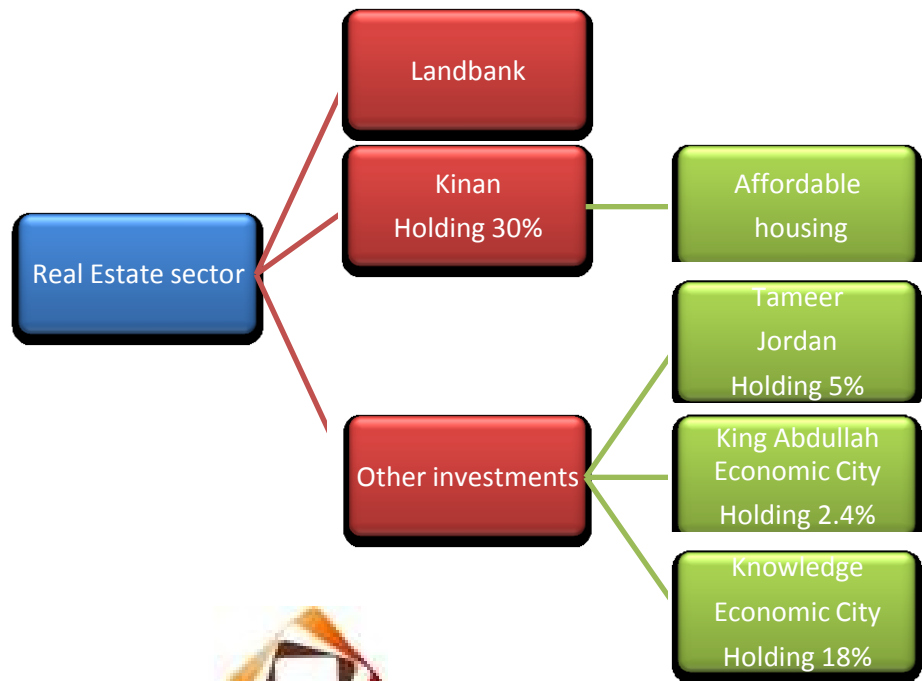 Real Estate sector
Landbank
Kinan
Holding 30%
Affordable
housing
Other investments
Tameer
Jordan
Holding 5%
King Abdullah
Economic City
Holding 2.4%
Knowledge
Economic City
Holding 18%